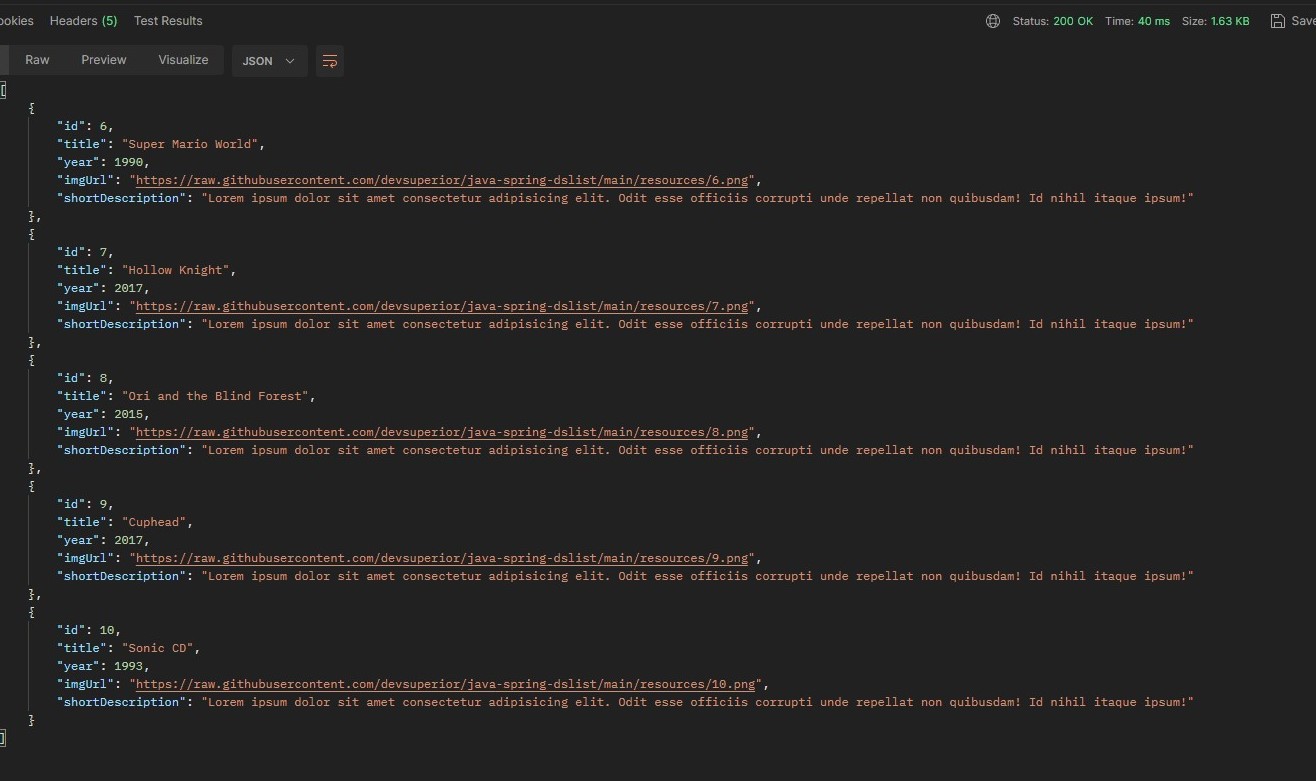 ookies Headers (5) Test Results Status: 200 OK Time: 40 ms Size: 1.63 KB Save
Raw Preview Visualize JSON
[
{
"id": 6,
"title": "Super Mario World",
"year": 1990,
"imgUrl": "https://raw.githubusercontent.com/devsuperior/java-spring-dslist/main/resources/6.png",
"shortDescription": "Lorem ipsum dolor sit amet consectetur adipisicing elit. Odit esse officiis corrupti unde repellat non quibusdam! Id nihil itaque ipsum!"
},
{
"id": 7,
"title": "Hollow Knight",
"year": 2017,
"imgUrl": "https://raw.githubusercontent.com/devsuperior/java-spring-dslist/main/resources/7.png",
"shortDescription": "Lorem ipsum dolor sit amet consectetur adipisicing elit. Odit esse officiis corrupti unde repellat non quibusdam! Id nihil itaque ipsum!"
},
{
"id": 8,
"title": "Ori and the Blind Forest",
"year": 2015,
"imgUrl": "https://raw.githubusercontent.com/devsuperior/java-spring-dslist/main/resources/8.png",
"shortDescription": "Lorem ipsum dolor sit amet consectetur adipisicing elit. Odit esse officiis corrupti unde repellat non quibusdam! Id nihil itaque ipsum!"
},
{
"id": 9,
"title": "Cuphead",
"year": 2017,
"imgUrl": "https://raw.githubusercontent.com/devsuperior/java-spring-dslist/main/resources/9.png",
"shortDescription": "Lorem ipsum dolor sit amet consectetur adipisicing elit. Odit esse officiis corrupti unde repellat non quibusdam! Id nihil itaque ipsum!"
},
{
"id": 10,
"title": "Sonic CD",
"year": 1993,
"imgUrl": "https://raw.githubusercontent.com/devsuperior/java-spring-dslist/main/resources/10.png",
"shortDescription": "Lorem ipsum dolor sit amet consectetur adipisicing elit. Odit esse officiis corrupti unde repellat non quibusdam! Id nihil itaque ipsum!"
}
]